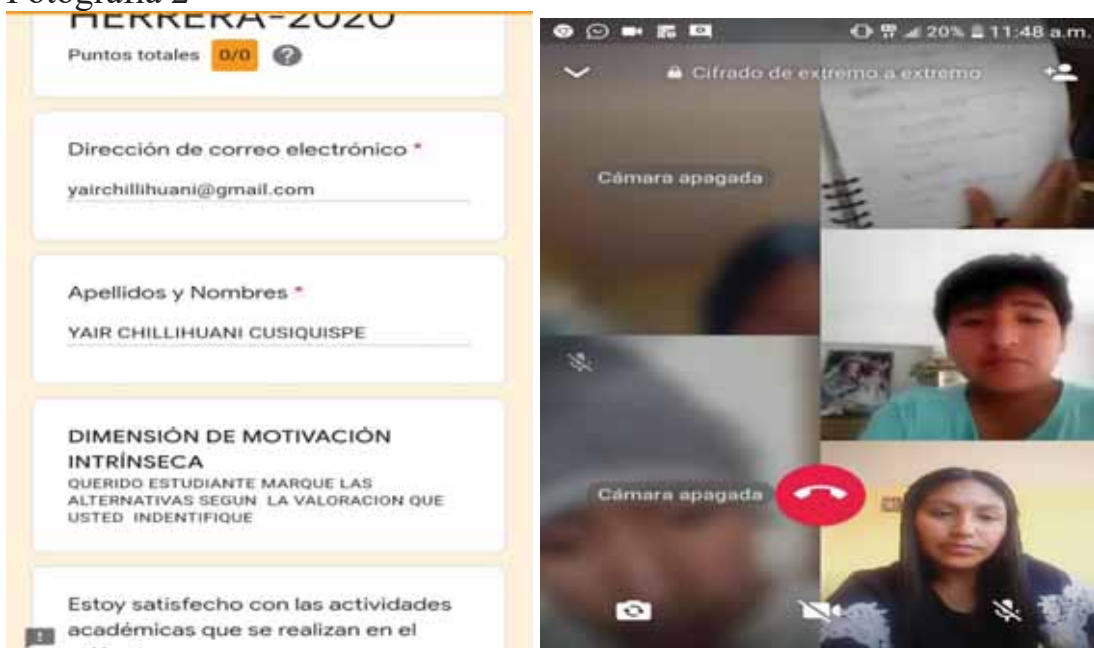 Fotografía 2
HERRERA-2020
Puntos totales 0/0 ?
Dirección de correo electrónico *
yairchillihuani@gmail.com
Apellidos y Nombres *
YAIR CHILLIHUANI CUSIQUISPE
DIMENSIÓN DE MOTIVACIÓN
INTRÍNSECA
QUERIDO ESTUDIANTE MARQUE LAS
ALTERNATIVAS SEGUN LA VALORACION QUE
USTED INDENTIFIQUE
Estoy satisfecho con las actividades
académicas que se realizan en el
20% 11:48 a.m.
Cifrado de extremo a extremo
Cámara apagada
Cámara apagada